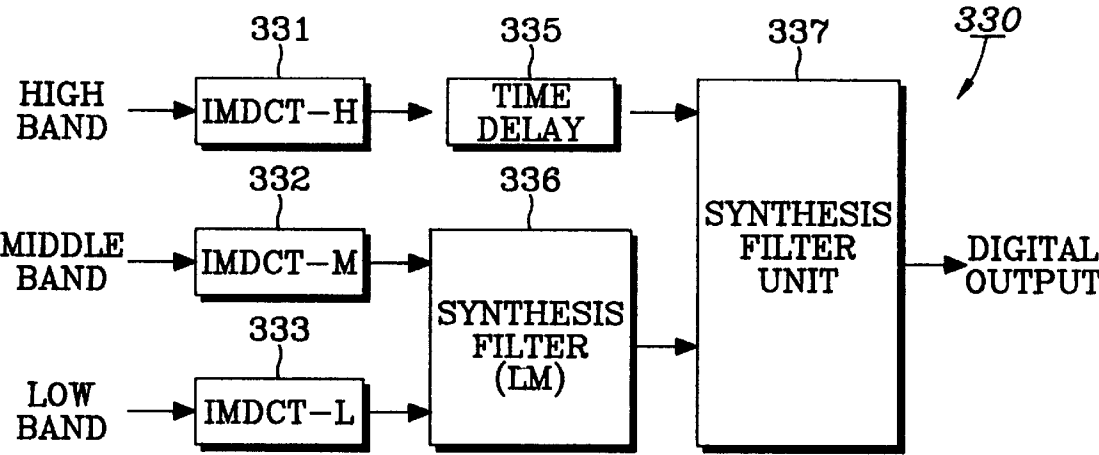 331
335
337
330
HIGH
BAND
IMDCT-H
TIME
DELAY
332
336
MIDDLE
BAND
IMDCT-M
SYNTHESIS
FILTER
(LM)
SYNTHESIS
FILTER
UNIT
DIGITAL
OUTPUT
333
LOW
BAND
IMDCT-L